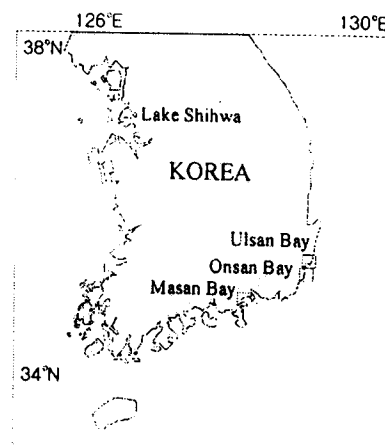 126°E 130°E
38°N
Lake Shihwa
KOREA
Ulsan Bay
Onsan Bay
Masan Bay
34°N